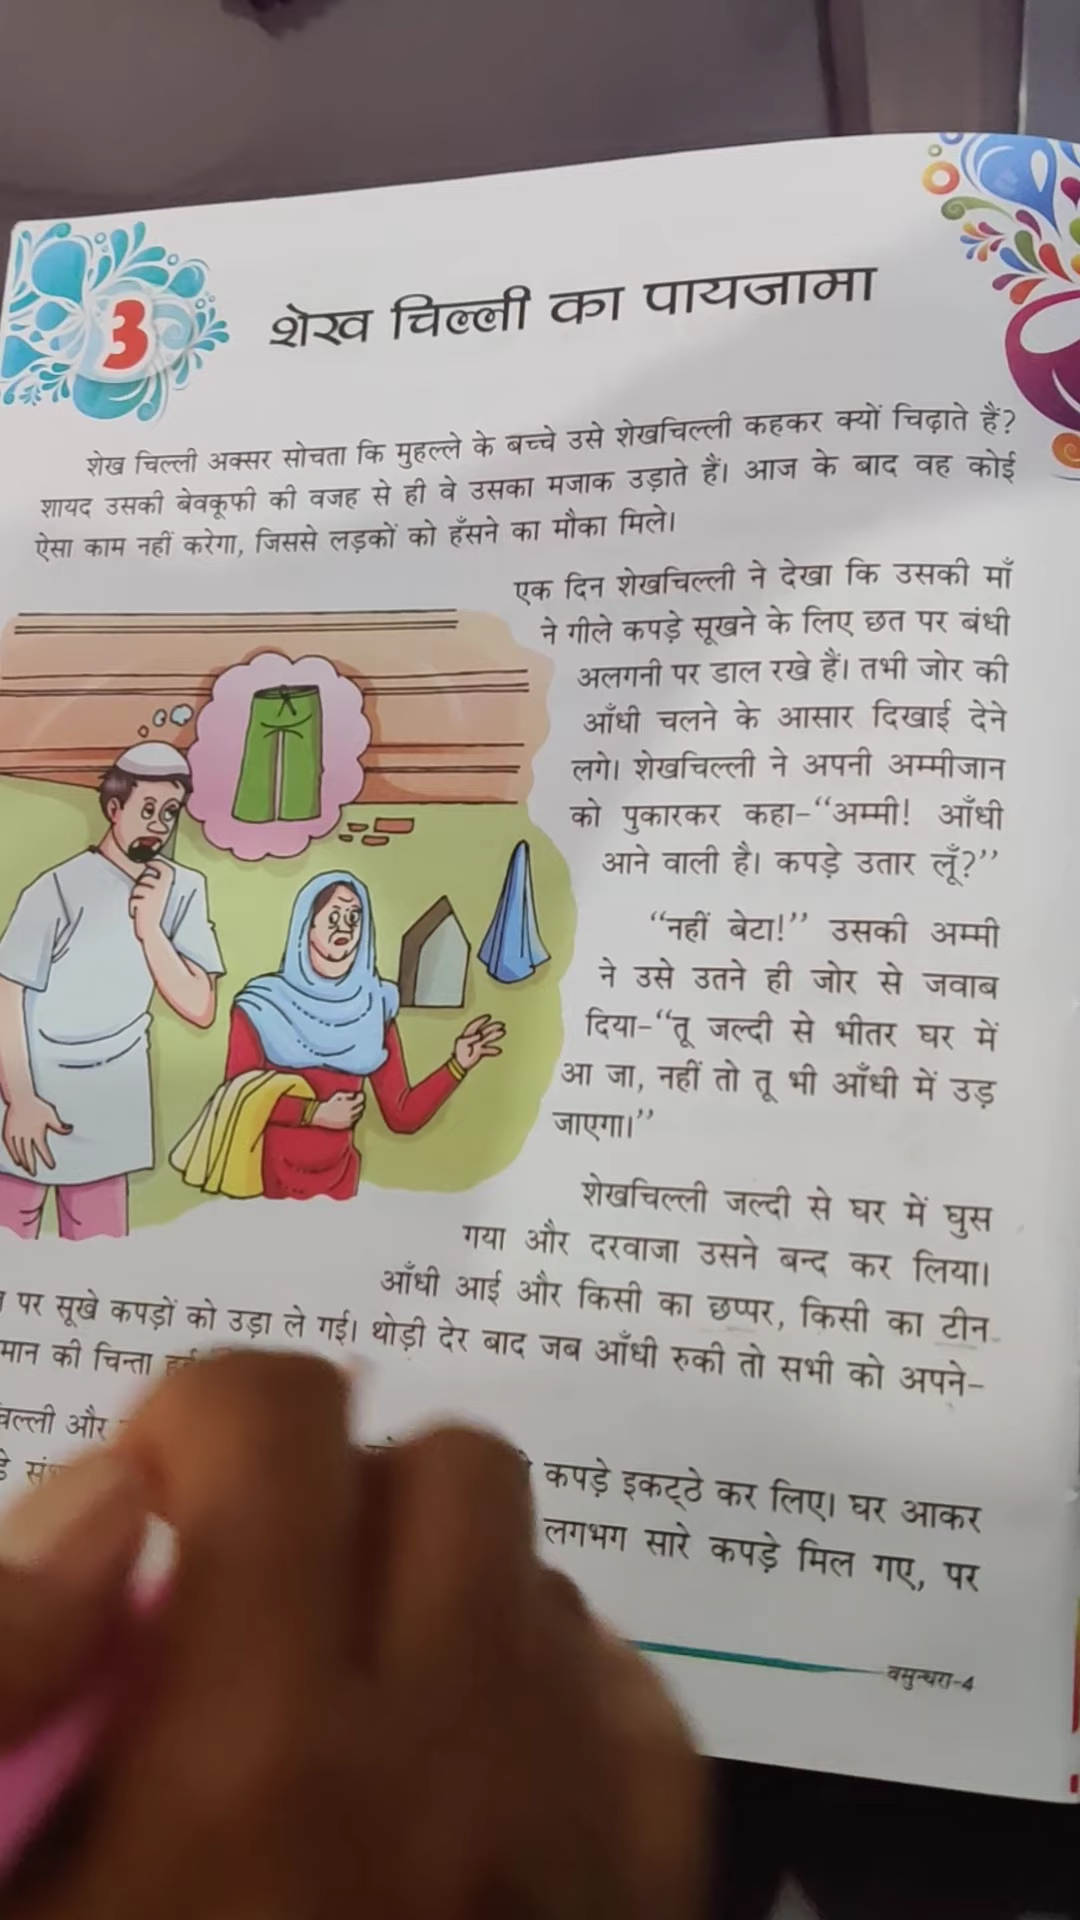 3
शेख चिल्ली का पायजामा
शेख चिल्ली अक्सर सोचता कि मुहल्ले के बच्चे उसे शेखचिल्ली कहकर क्यों चिढ़ाते हैं?
शायद उसकी बेवकूफी की वजह से ही वे उसका मजाक उड़ाते हैं। आज के बाद वह कोई
ऐसा काम नहीं करेगा, जिससे लड़कों को हँसने का मौका मिले।
एक दिन शेखचिल्ली ने देखा कि उसकी माँ
ने गीले कपड़े सूखने के लिए छत पर बंधी
अलगनी पर डाल रखे हैं। तभी जोर की
आँधी चलने के आसार दिखाई देने
लगे। शेखचिल्ली ने अपनी अम्मीजान
को पुकारकर कहा-“अम्मी! आँधी
आने वाली है। कपड़े उतार लूँ?”
“नहीं बेटा!” उसकी अम्मी
ने उसे उतने ही जोर से जवाब
दिया-“तू जल्दी से भीतर घर में
आ जा, नहीं तो तू भी आँधी में उड़
जाएगा।”
शेखचिल्ली जल्दी से घर में घुस
गया और दरवाजा उसने बन्द कर लिया।
आँधी आई और किसी का छप्पर, किसी का टीन
पर सूखे कपड़ों को उड़ा ले गई। थोड़ी देर बाद जब आँधी रुकी तो सभी को अपने-
की चिन्ता
और
कपड़े इकट्ठे कर लिए। घर आकर
लगभग सारे कपड़े मिल गए, पर
वसुन्धरा-4